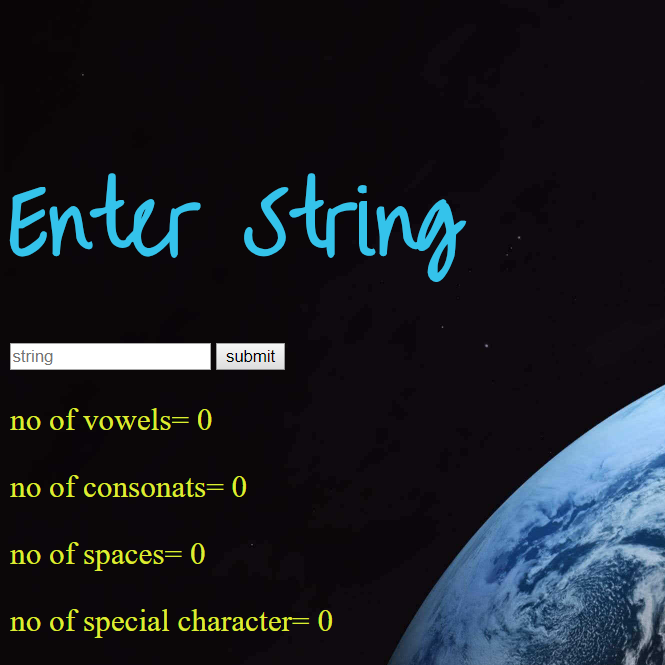 Enter String
string submit
no of vowels= 0
no of consonats= 0
no of spaces= 0
no of special character= 0